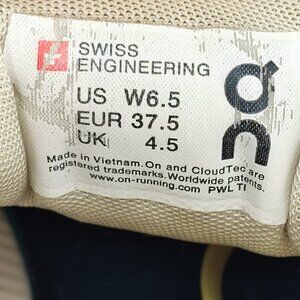 SWISS
ENGINEERING
US W6.5
EUR 37.5
UK 4.5
on
Made in Vietnam. On and CloudTec are
registered trademarks. Worldwide patents.
www.on-running.com PWL TI